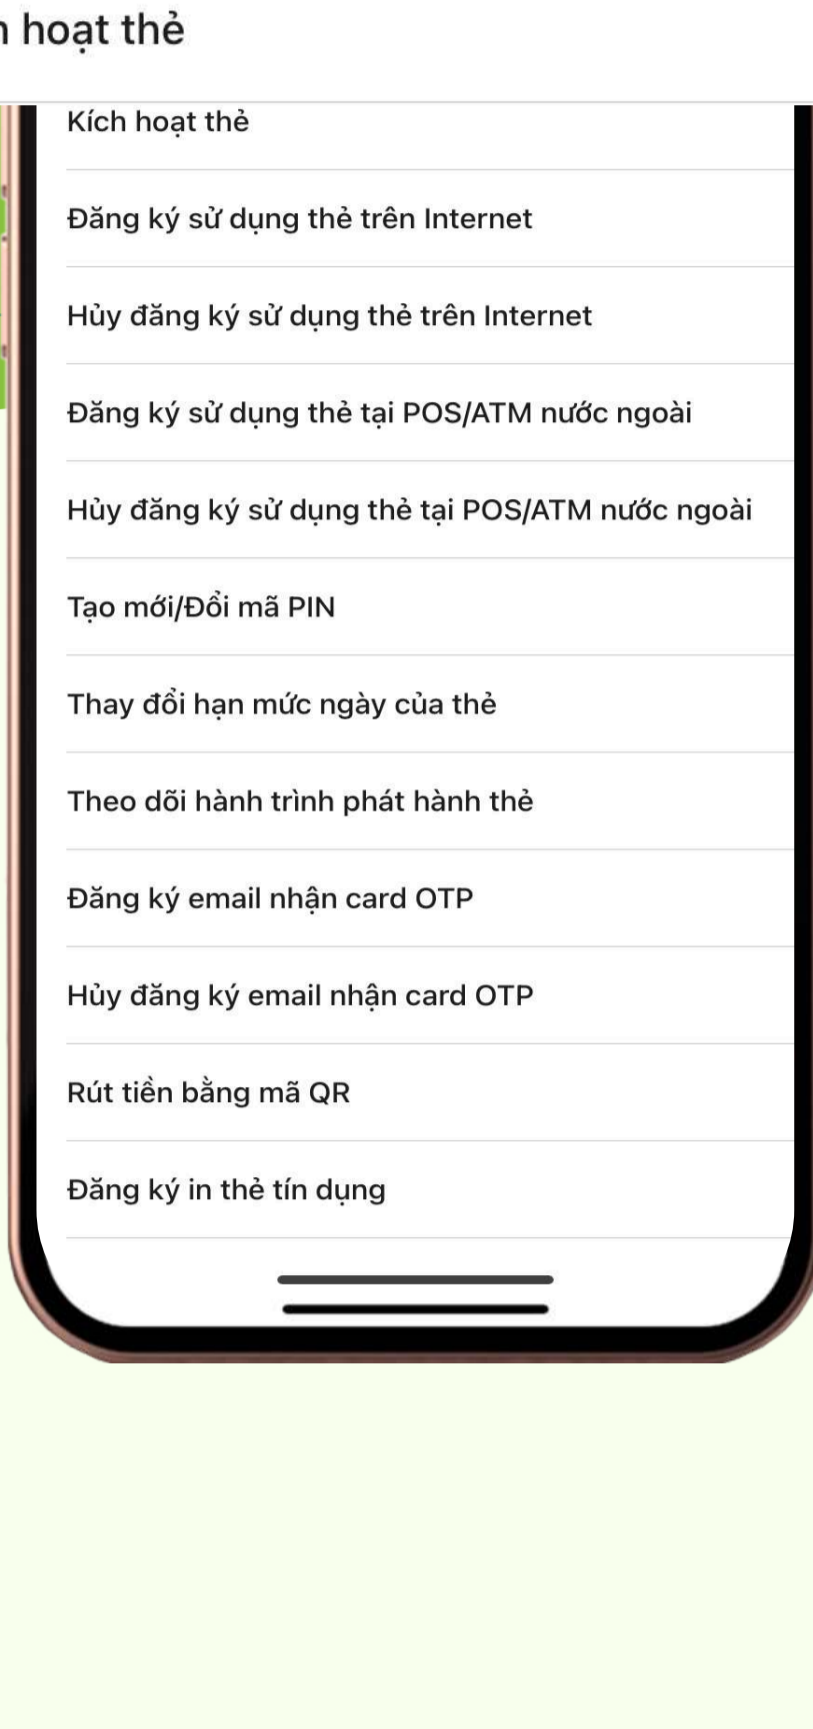 hoạt thẻ
Kích hoạt thẻ
Đăng ký sử dụng thẻ trên Internet
Hủy đăng ký sử dụng thẻ trên Internet
Đăng ký sử dụng thẻ tại POS/ATM nước ngoài
Hủy đăng ký sử dụng thẻ tại POS/ATM nước ngoài
Tạo mới/Đổi mã PIN
Thay đổi hạn mức ngày của thẻ
Theo dõi hành trình phát hành thẻ
Đăng ký email nhận card OTP
Hủy đăng ký email nhận card OTP
Rút tiền bằng mã QR
Đăng ký in thẻ tín dụng